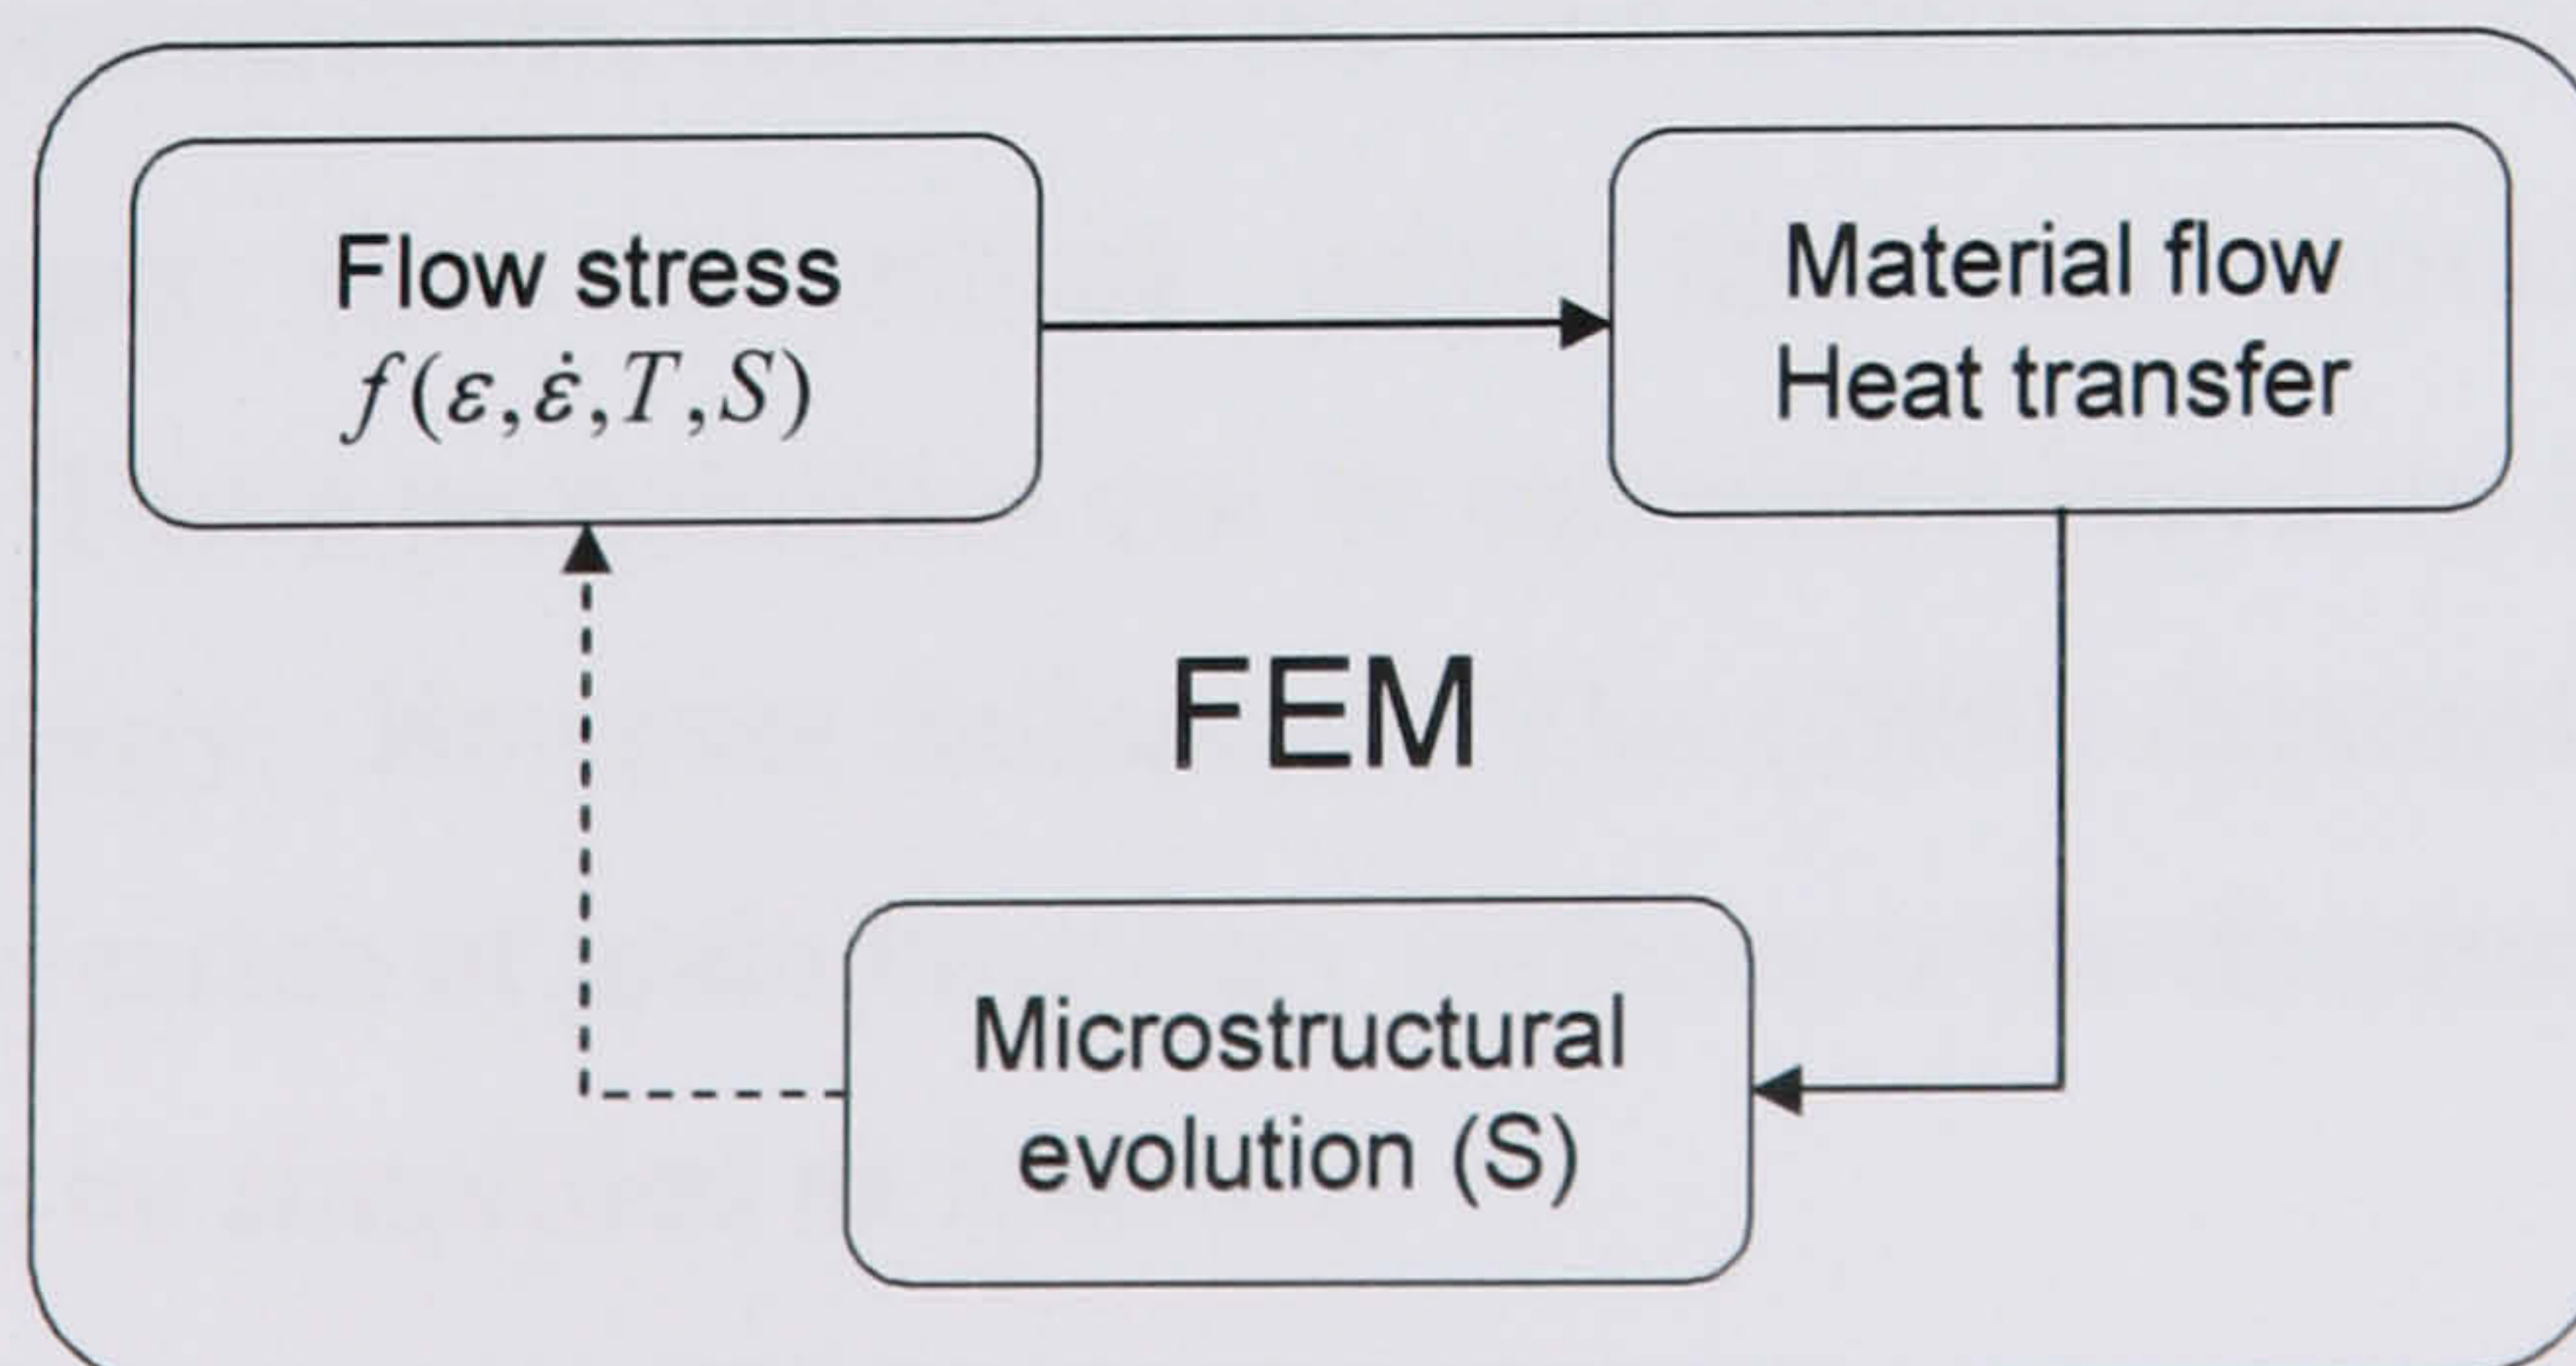 Flow stress
f(ε,ε̇,T,S)
Material flow
Heat transfer
FEM
Microstructural
evolution (S)